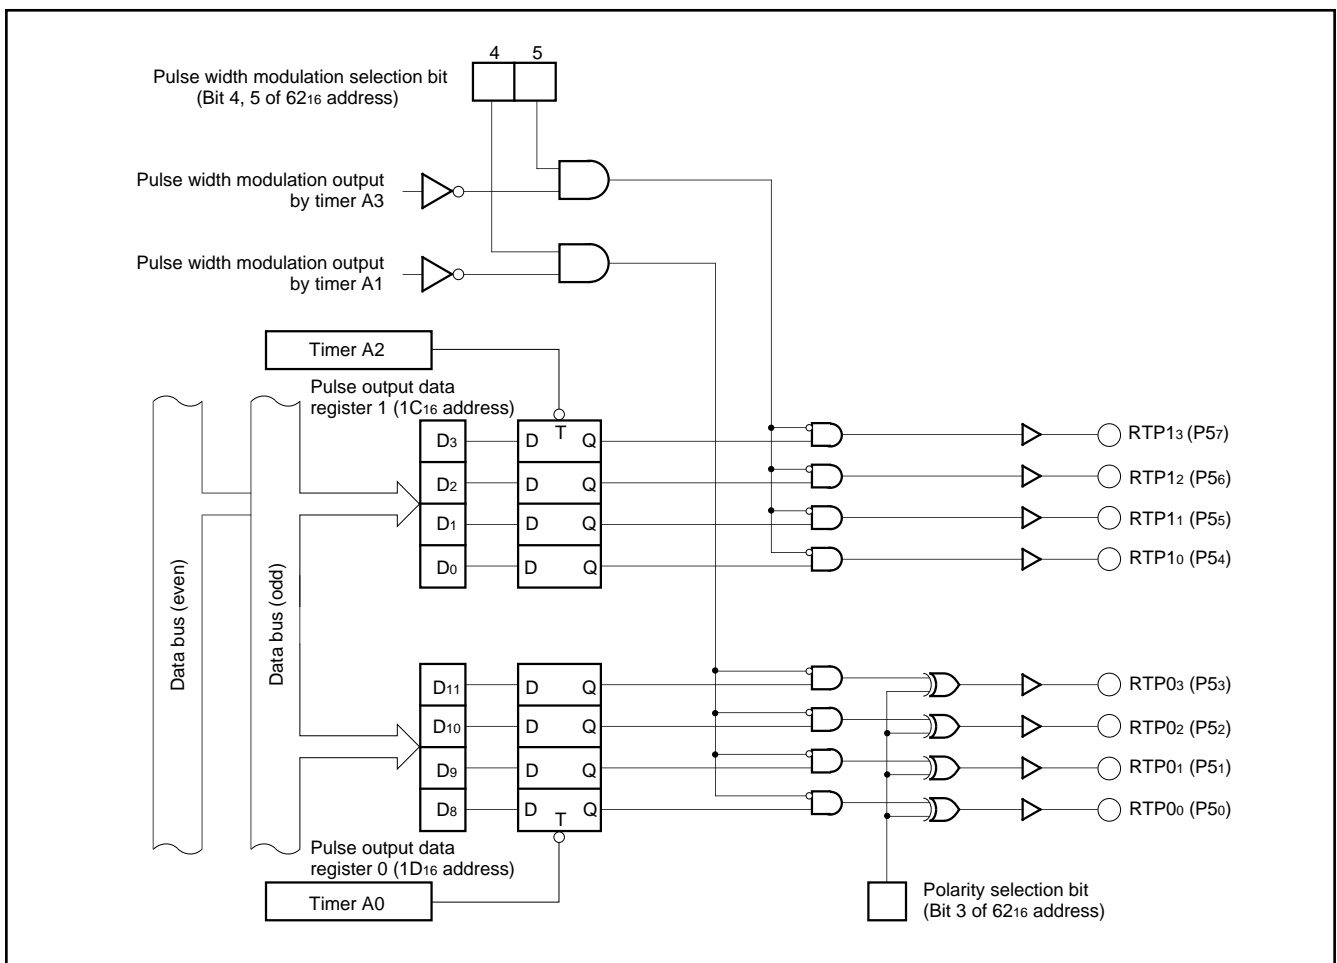 4 5
Pulse width modulation selection bit
(Bit 4, 5 of 6216 address)
Pulse width modulation output
by timer A3
Pulse width modulation output
by timer A1
Timer A2
Pulse output data
register 1 (1C16 address)
D3 D T Q RTP13 (P57)
D2 D Q RTP12 (P56)
D1 D Q RTP11 (P55)
D0 D Q RTP10 (P54)
Data bus (even)
Data bus (odd)
D11 D Q RTP03 (P53)
D10 D Q RTP02 (P52)
D9 D Q RTP01 (P51)
D8 D T Q RTP00 (P50)
Pulse output data
register 0 (1D16 address)
Timer A0
Polarity selection bit
(Bit 3 of 6216 address)